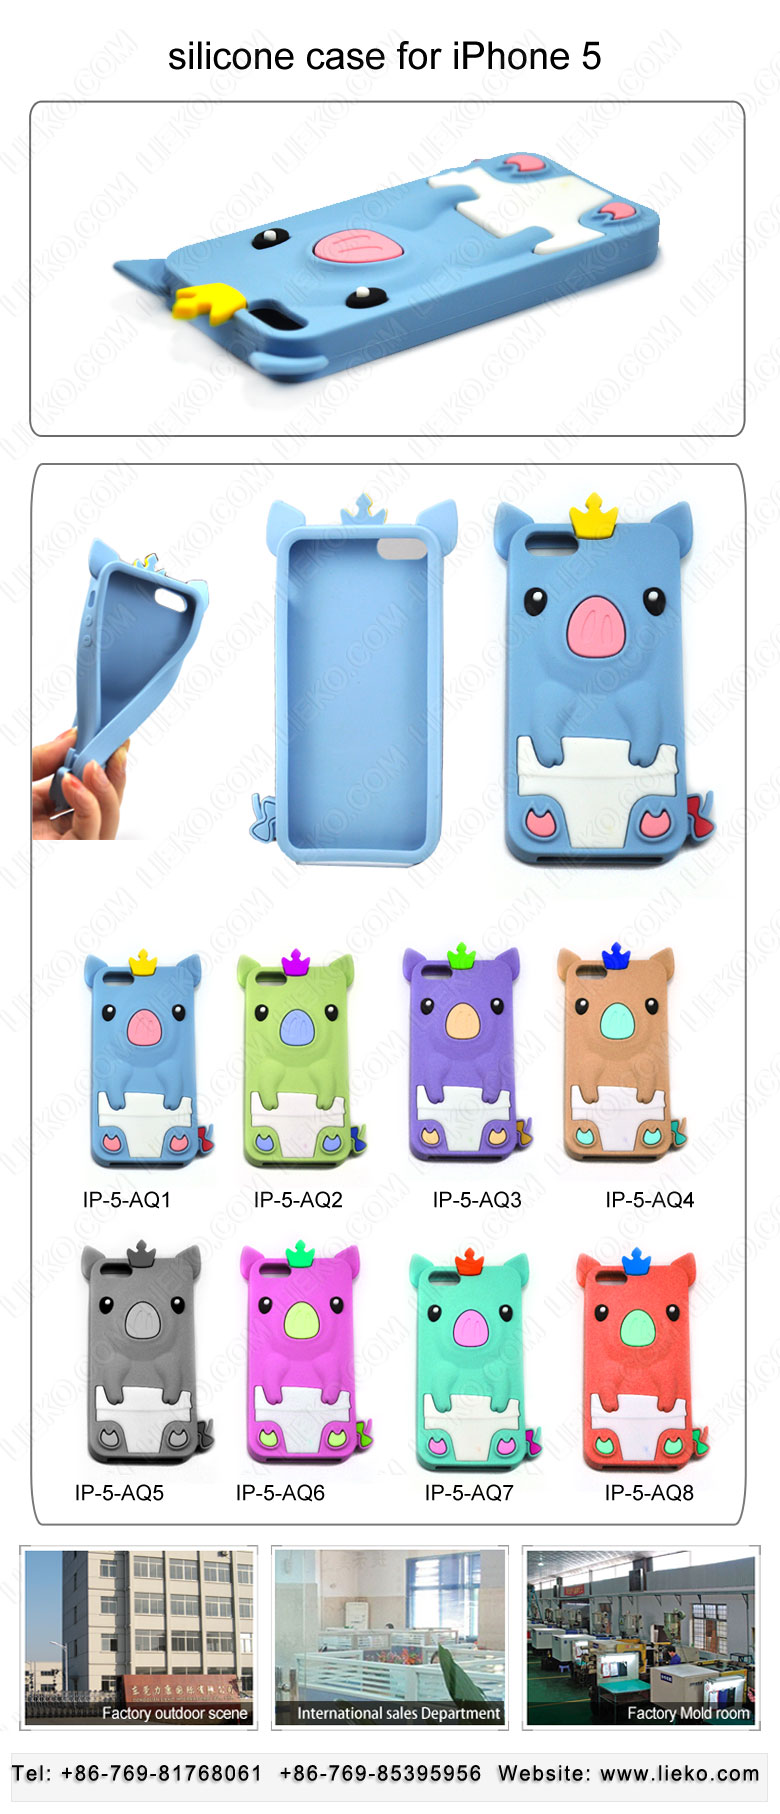 silicone case for iPhone 5
LIEKO.COM
IP-5-AQ1 IP-5-AQ2 IP-5-AQ3 IP-5-AQ4
IP-5-AQ5 IP-5-AQ6 IP-5-AQ7 IP-5-AQ8
Factory outdoor scene
International sales Department
Factory Mold room
Tel: +86-769-81768061 +86-769-85395956 Website: www.lieko.com